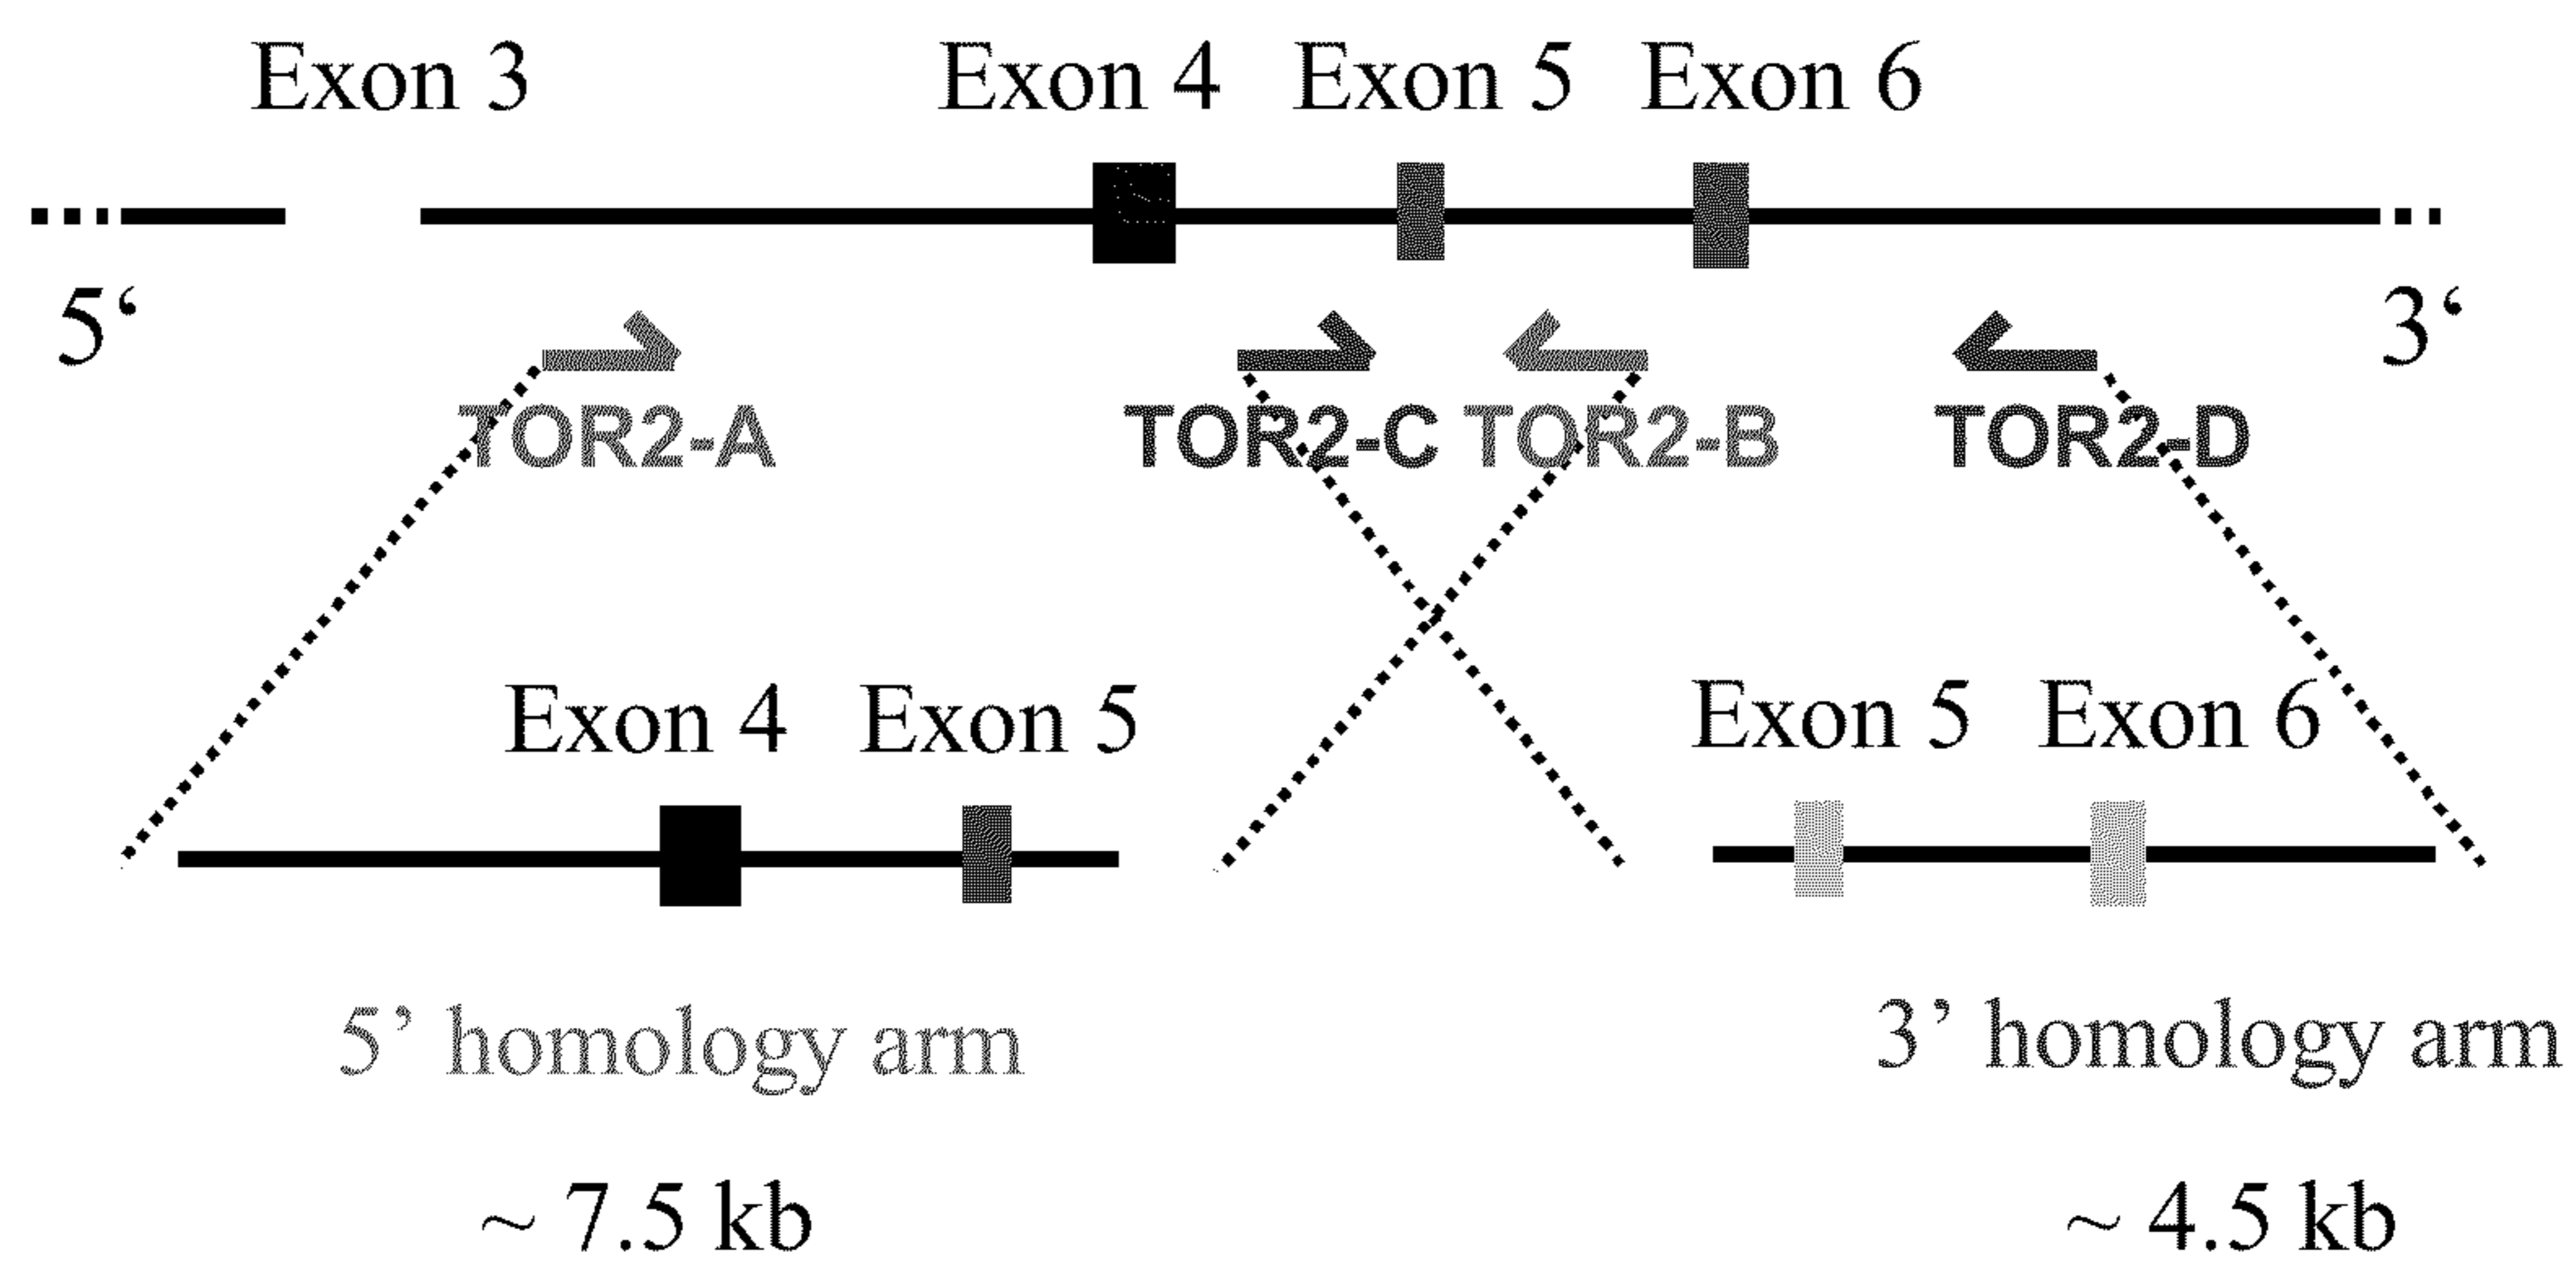 Exon 3 Exon 4 Exon 5 Exon 6
5‘ 3‘
TOR2-A TOR2-C TOR2-B TOR2-D
Exon 4 Exon 5 Exon 5 Exon 6
5’ homology arm 3’ homology arm
~ 7.5 kb ~ 4.5 kb